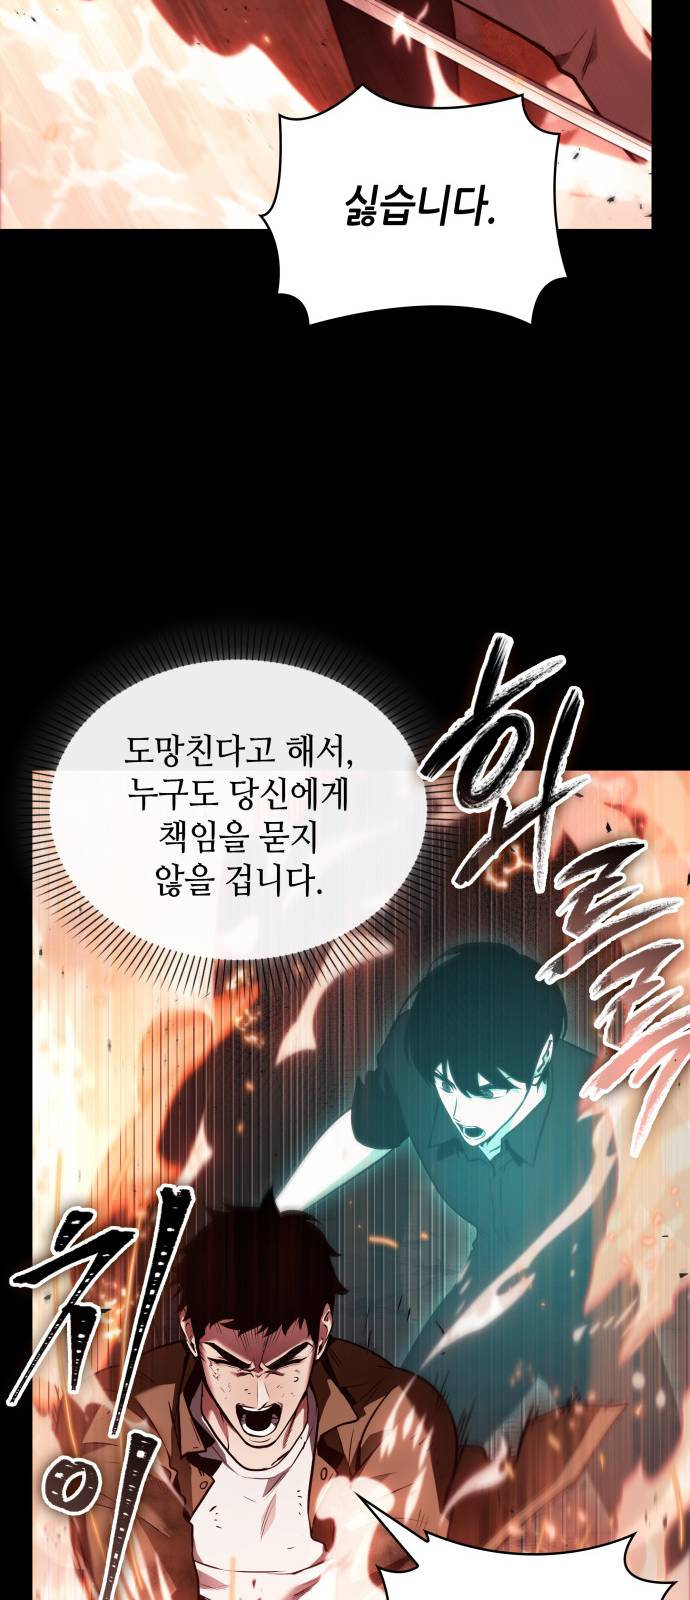 싫습니다.
도망친다고 해서,
누구도 당신에게
책임을 묻지
않을 겁니다.
화르르륵
치이